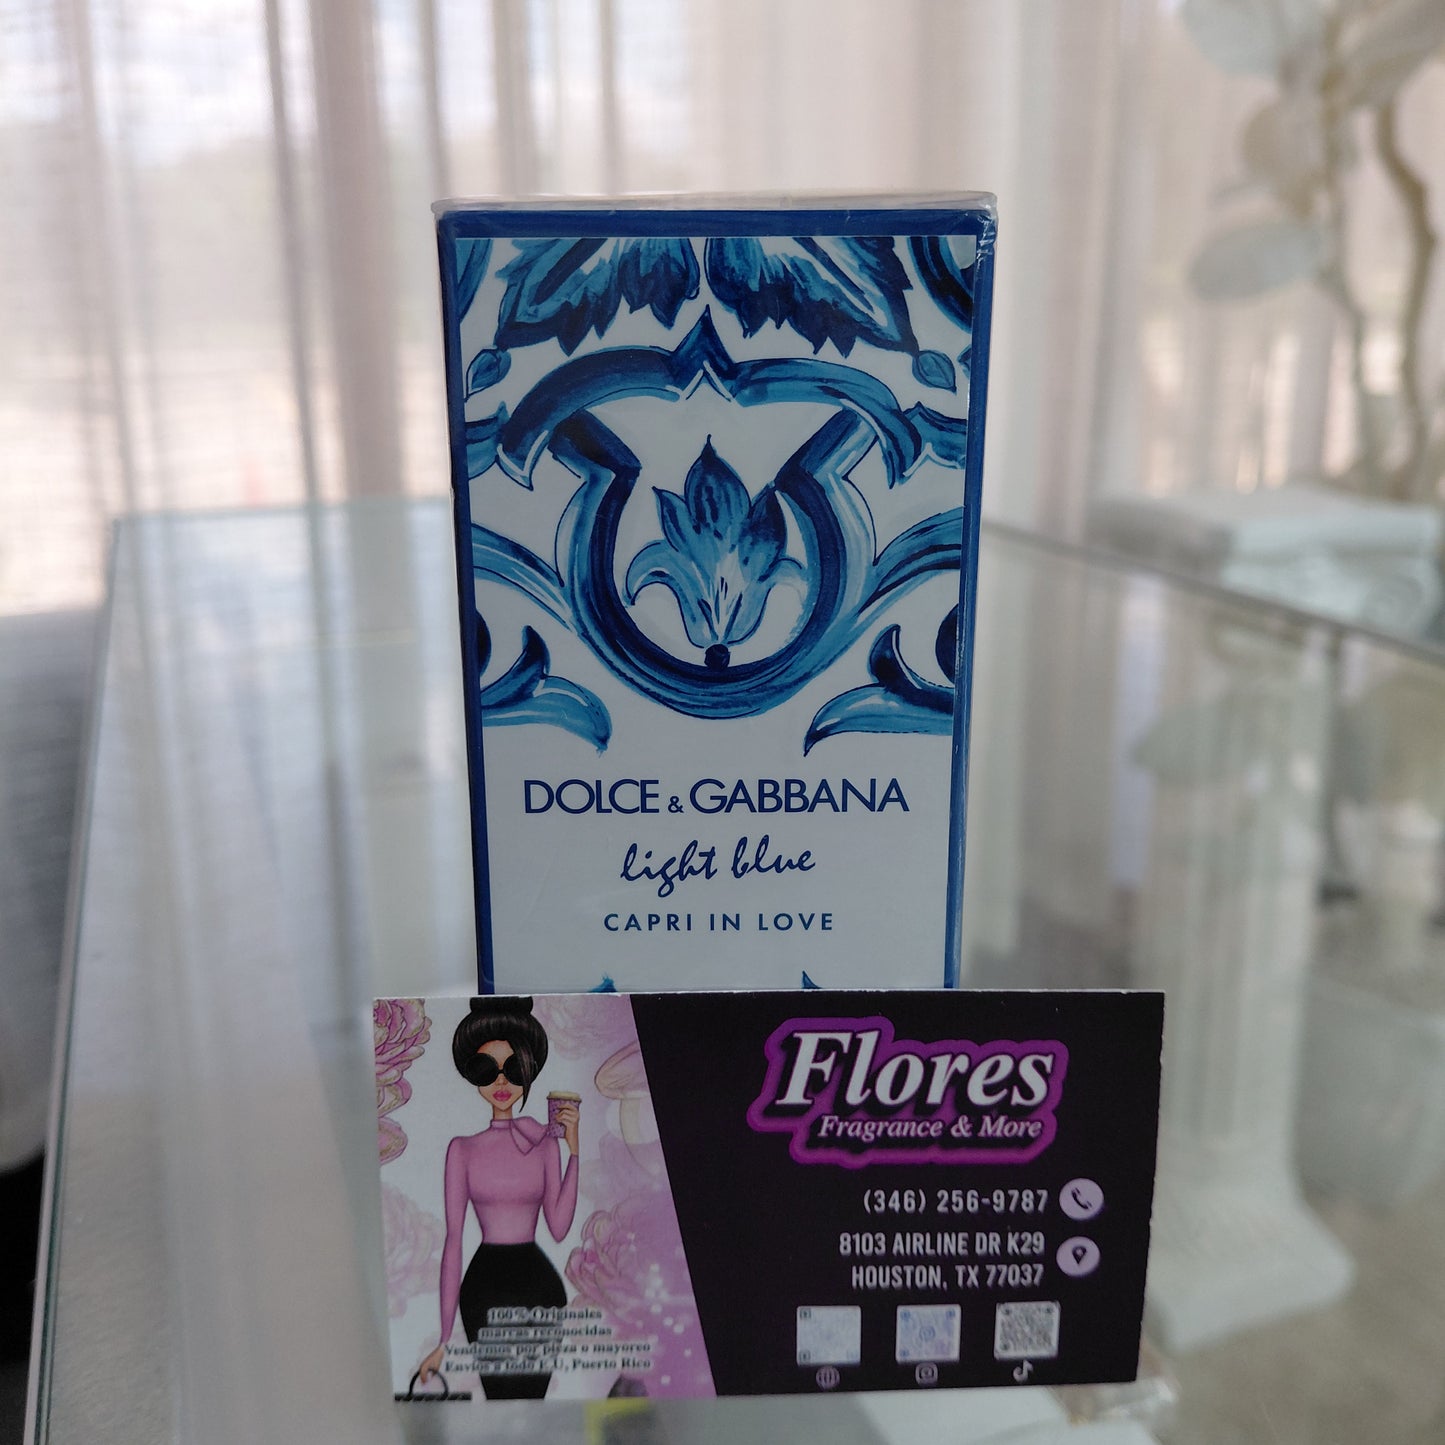 DOLCE & GABBANA
light blue
CAPRI IN LOVE
Flores
Fragrance & More
(346) 256-9787
8103 AIRLINE DR K29
HOUSTON, TX 77037
100% Originales
marcas reconocidas
Vendemos por pieza o mayoreo
Envios a todo E.U, Puerto Rico